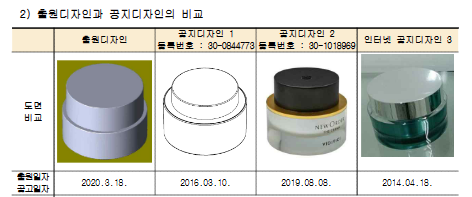 2) 출원디자인과 공지디자인의 비교
출원디자인
공지디자인 1
등록번호 : 30-0844773
공지디자인 2
등록번호 : 30-1018969
인터넷 공지디자인 3
도면
비교
출원일자
공고일자
2020.3.18.
2016.03.10.
2019.08.08.
2014.04.18.